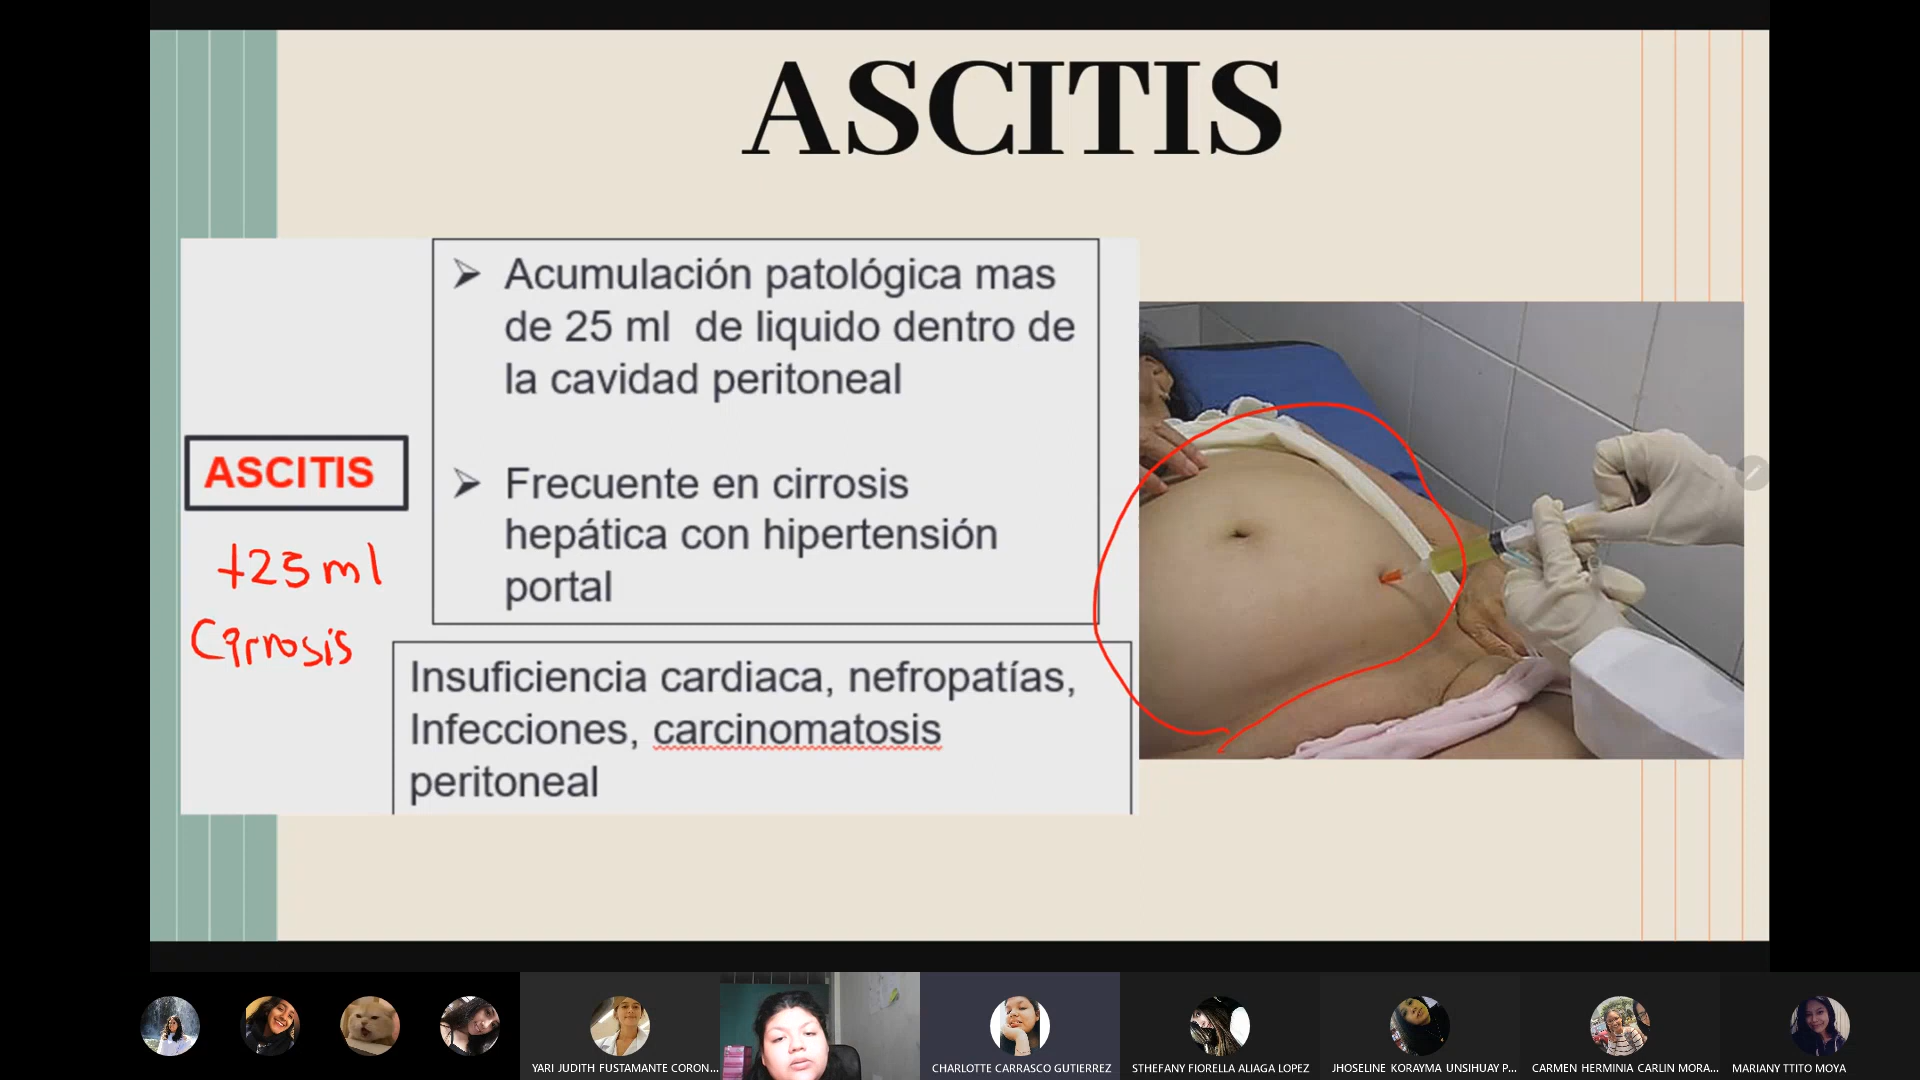 ASCITIS
➢ Acumulación patológica mas
de 25 ml de liquido dentro de
la cavidad peritoneal
➢ Frecuente en cirrosis
hepática con hipertensión
portal
ASCITIS
+25 ml
Cirrosis
Insuficiencia cardiaca, nefropatías,
Infecciones, carcinomatosis
peritoneal
YARI JUDITH FUSTAMANTE CORON...
CHARLOTTE CARRASCO GUTIERREZ
STHEFANY FIORELLA ALIAGA LOPEZ
JHOSELINE KORAYMA UNSIHUAY P...
CARMEN HERMINIA CARLIN MORA...
MARIANY TTITO MOYA